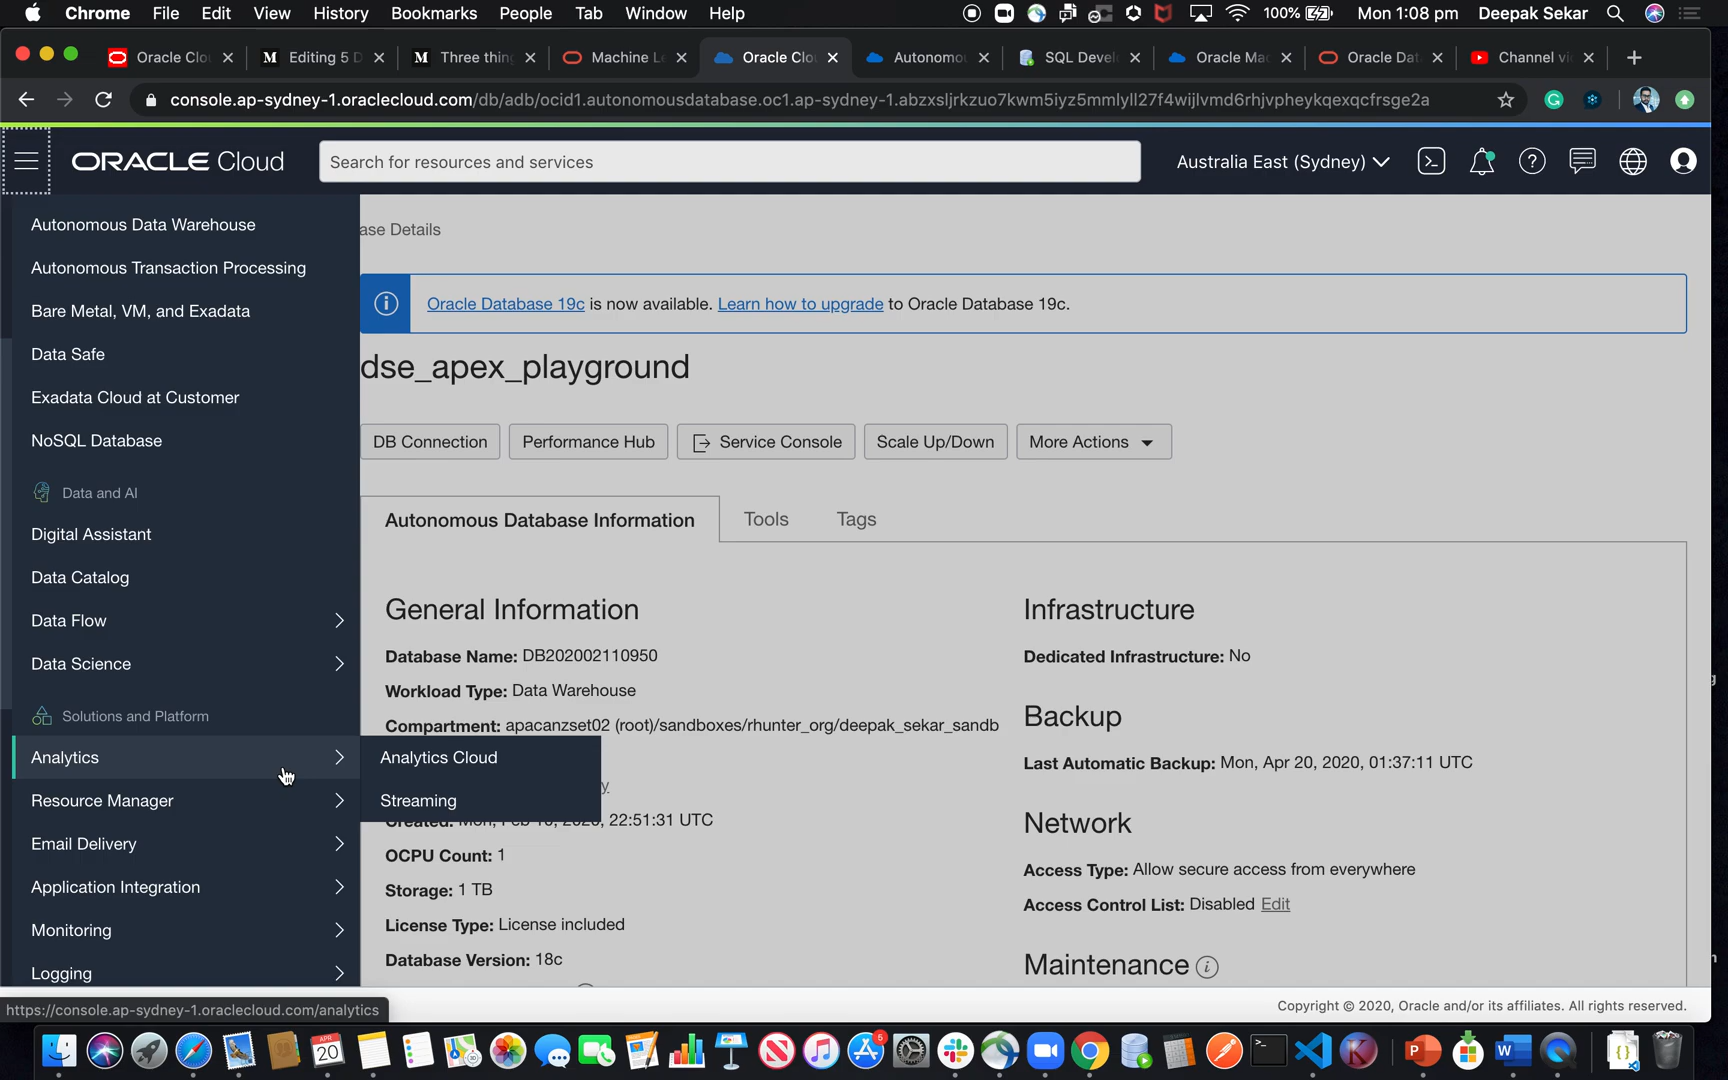 Chrome File Edit View History Bookmarks People Tab Window Help 100% Mon 1:08 pm Deepak Sekar
Oracle Clo Editing 5 D Three thin Machine Le Oracle Clo Autonomo SQL Devel Oracle Mac Oracle Dat Channel vi
console.ap-sydney-1.oraclecloud.com/db/adb/ocid1.autonomousdatabase.oc1.ap-sydney-1.abzxsljrkzuo7kwm5iyz5mmlyll27f4wijlvmd6rhjvpheykqexqcfrsge2a
ORACLE Cloud
Search for resources and services
Australia East (Sydney)
Autonomous Data Warehouse
Autonomous Transaction Processing
Bare Metal, VM, and Exadata
Data Safe
Exadata Cloud at Customer
NoSQL Database
Data and AI
Digital Assistant
Data Catalog
Data Flow
Data Science
Solutions and Platform
Analytics
Resource Manager
Email Delivery
Application Integration
Monitoring
Logging
Analytics Cloud
Streaming
ase Details
Oracle Database 19c is now available. Learn how to upgrade to Oracle Database 19c.
dse_apex_playground
DB Connection
Performance Hub
Service Console
Scale Up/Down
More Actions
Autonomous Database Information
Tools
Tags
General Information
Database Name: DB202002110950
Workload Type: Data Warehouse
Compartment: apacanzset02 (root)/sandboxes/rhunter_org/deepak_sekar_sandb
y
22:51:31 UTC
OCPU Count: 1
Storage: 1 TB
License Type: License included
Database Version: 18c
Infrastructure
Dedicated Infrastructure: No
Backup
Last Automatic Backup: Mon, Apr 20, 2020, 01:37:11 UTC
Network
Access Type: Allow secure access from everywhere
Access Control List: Disabled Edit
Maintenance
https://console.ap-sydney-1.oraclecloud.com/analytics
Copyright © 2020, Oracle and/or its affiliates. All rights reserved.
APR
20
5